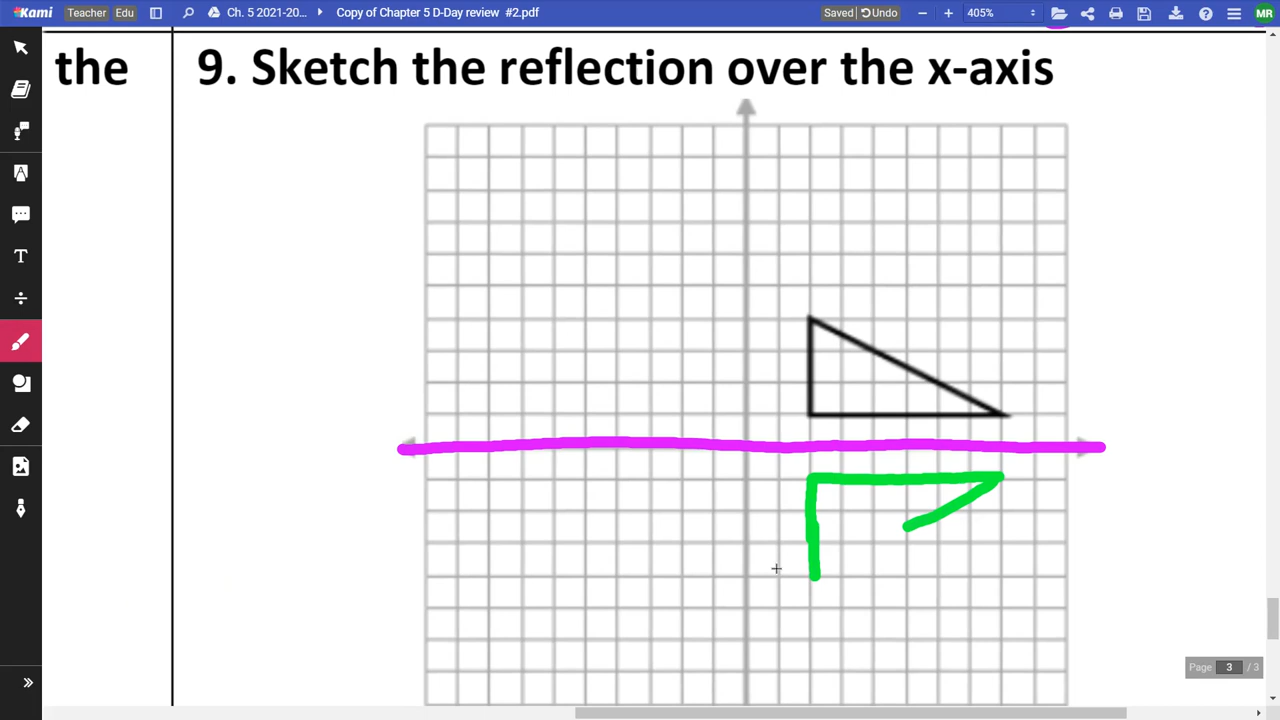 Kami Teacher Edu Ch. 5 2021-20... Copy of Chapter 5 D-Day review #2.pdf Saved Undo 405% MR
the
9. Sketch the reflection over the x-axis
Page 3 / 3